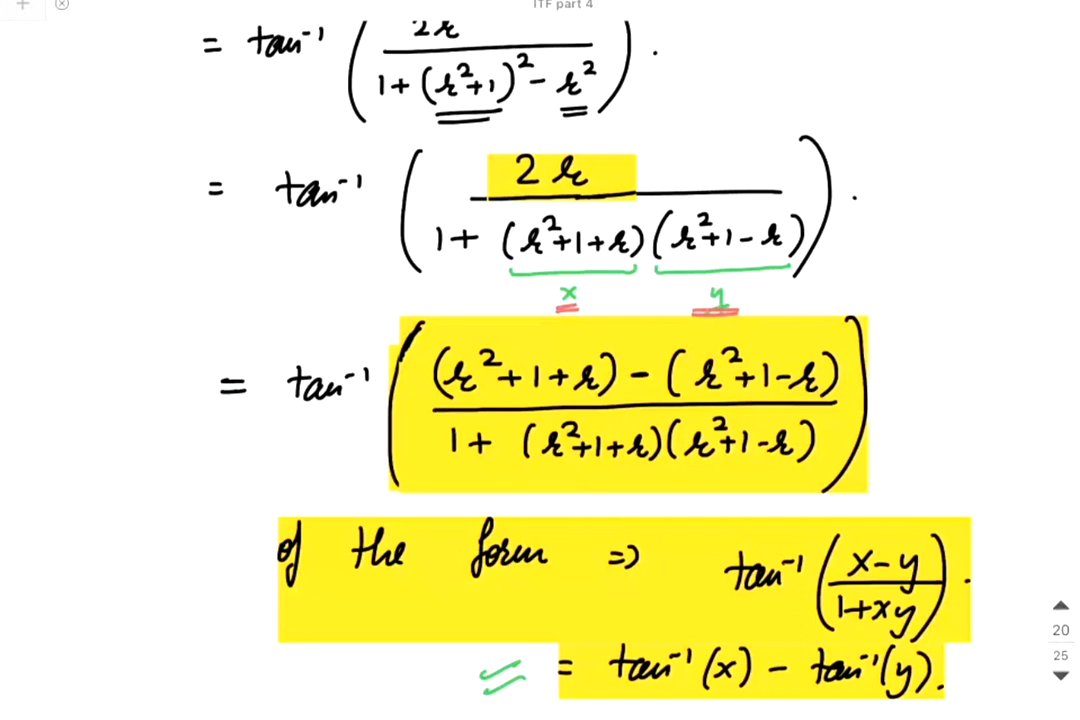 ITF part 4
= tan⁻¹ ( 2r / 1 + (r²+1)² - r² ) .
= tan⁻¹ ( 2r / 1 + (r²+1+r)(r²+1-r) ) .
x y
= tan⁻¹ ( (r²+1+r) - (r²+1-r) / 1 + (r²+1+r)(r²+1-r) )
of the form ⇒ tan⁻¹ ( x-y / 1+xy ) .
= tan⁻¹(x) - tan⁻¹(y).
20
25